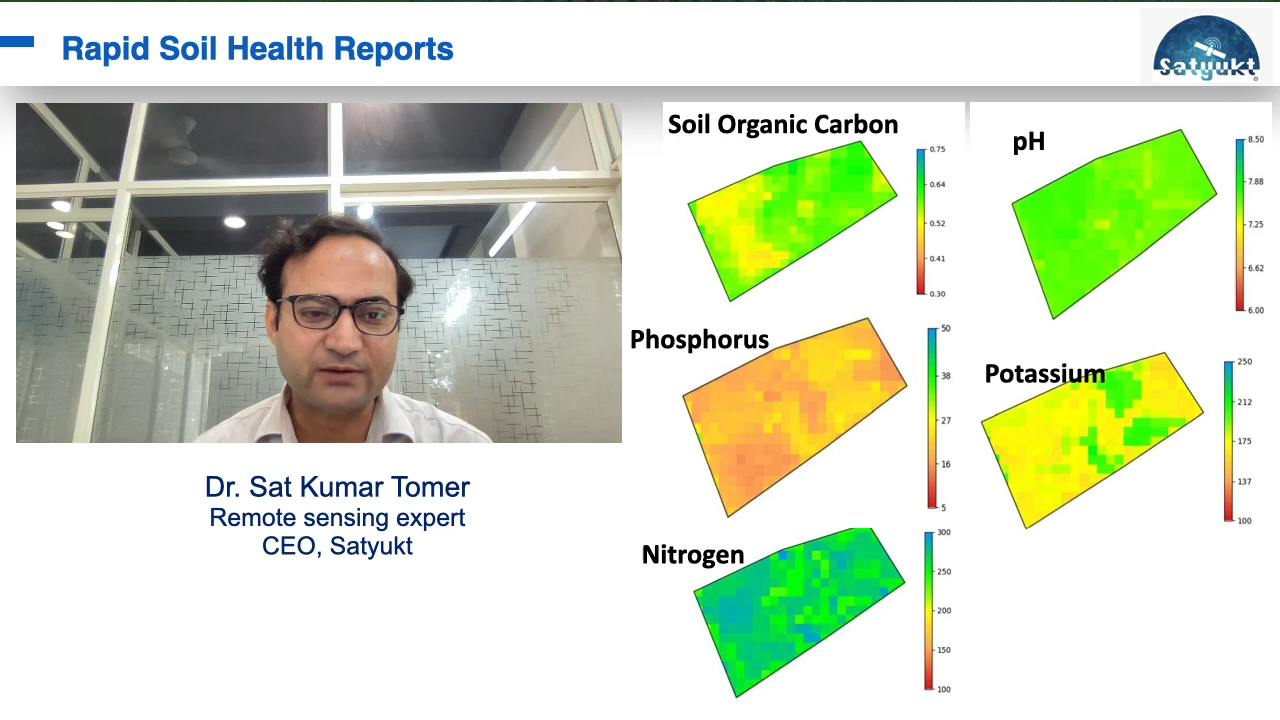 Rapid Soil Health Reports
Satyukt
Dr. Sat Kumar Tomer
Remote sensing expert
CEO, Satyukt
Soil Organic Carbon
0.75
0.64
0.52
0.41
0.30
pH
8.50
7.88
7.25
6.62
6.00
Phosphorus
50
38
27
16
5
Potassium
250
212
175
137
100
Nitrogen
300
250
200
150
100